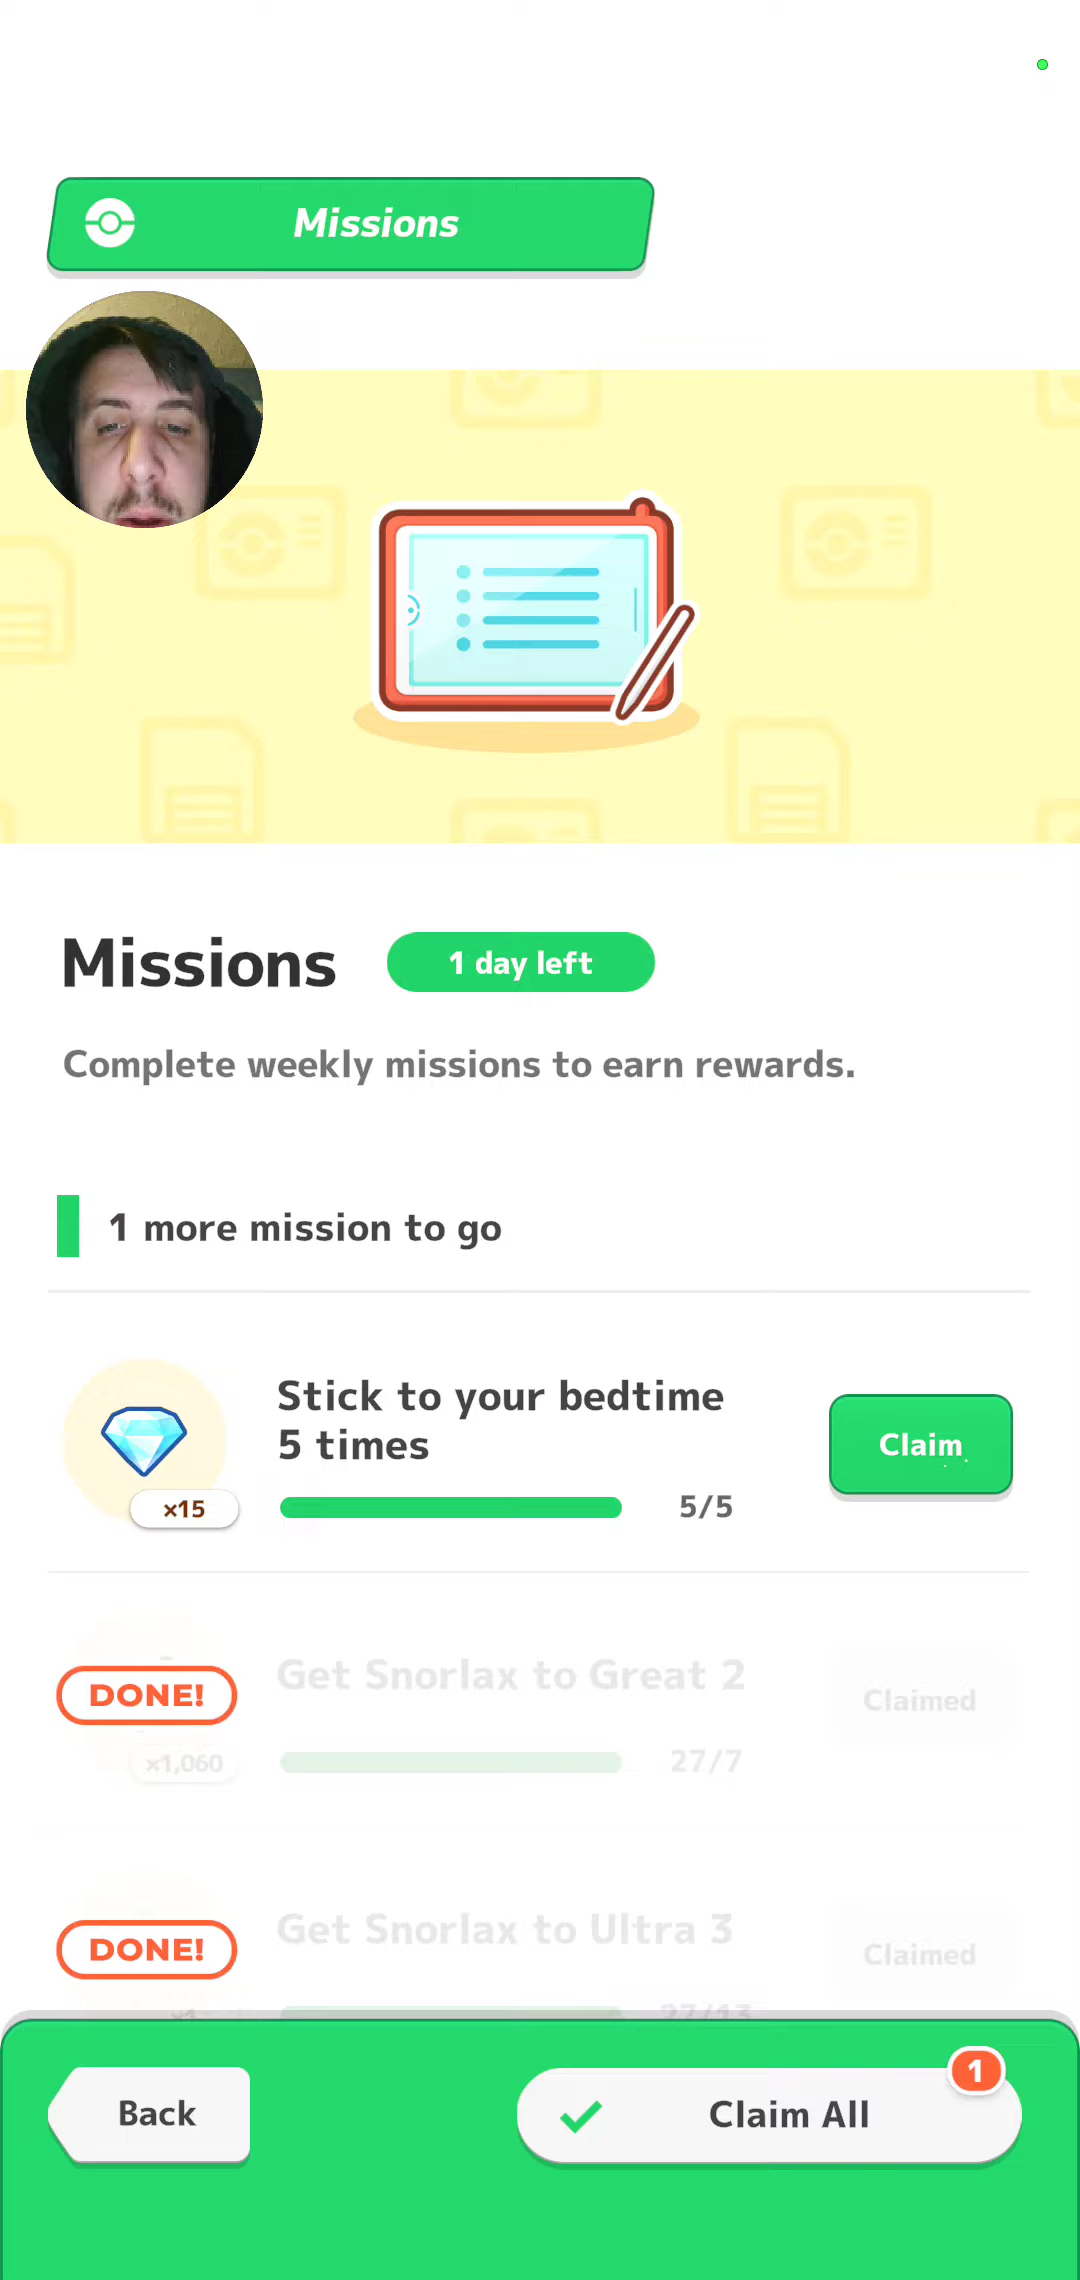 Missions
Missions
1 day left
Complete weekly missions to earn rewards.
1 more mission to go
Stick to your bedtime
5 times
Claim
×15
5/5
Get Snorlax to Great 2
DONE!
Claimed
×1,060
27/7
Get Snorlax to Ultra 3
DONE!
Claimed
27/13
Back
Claim All
1